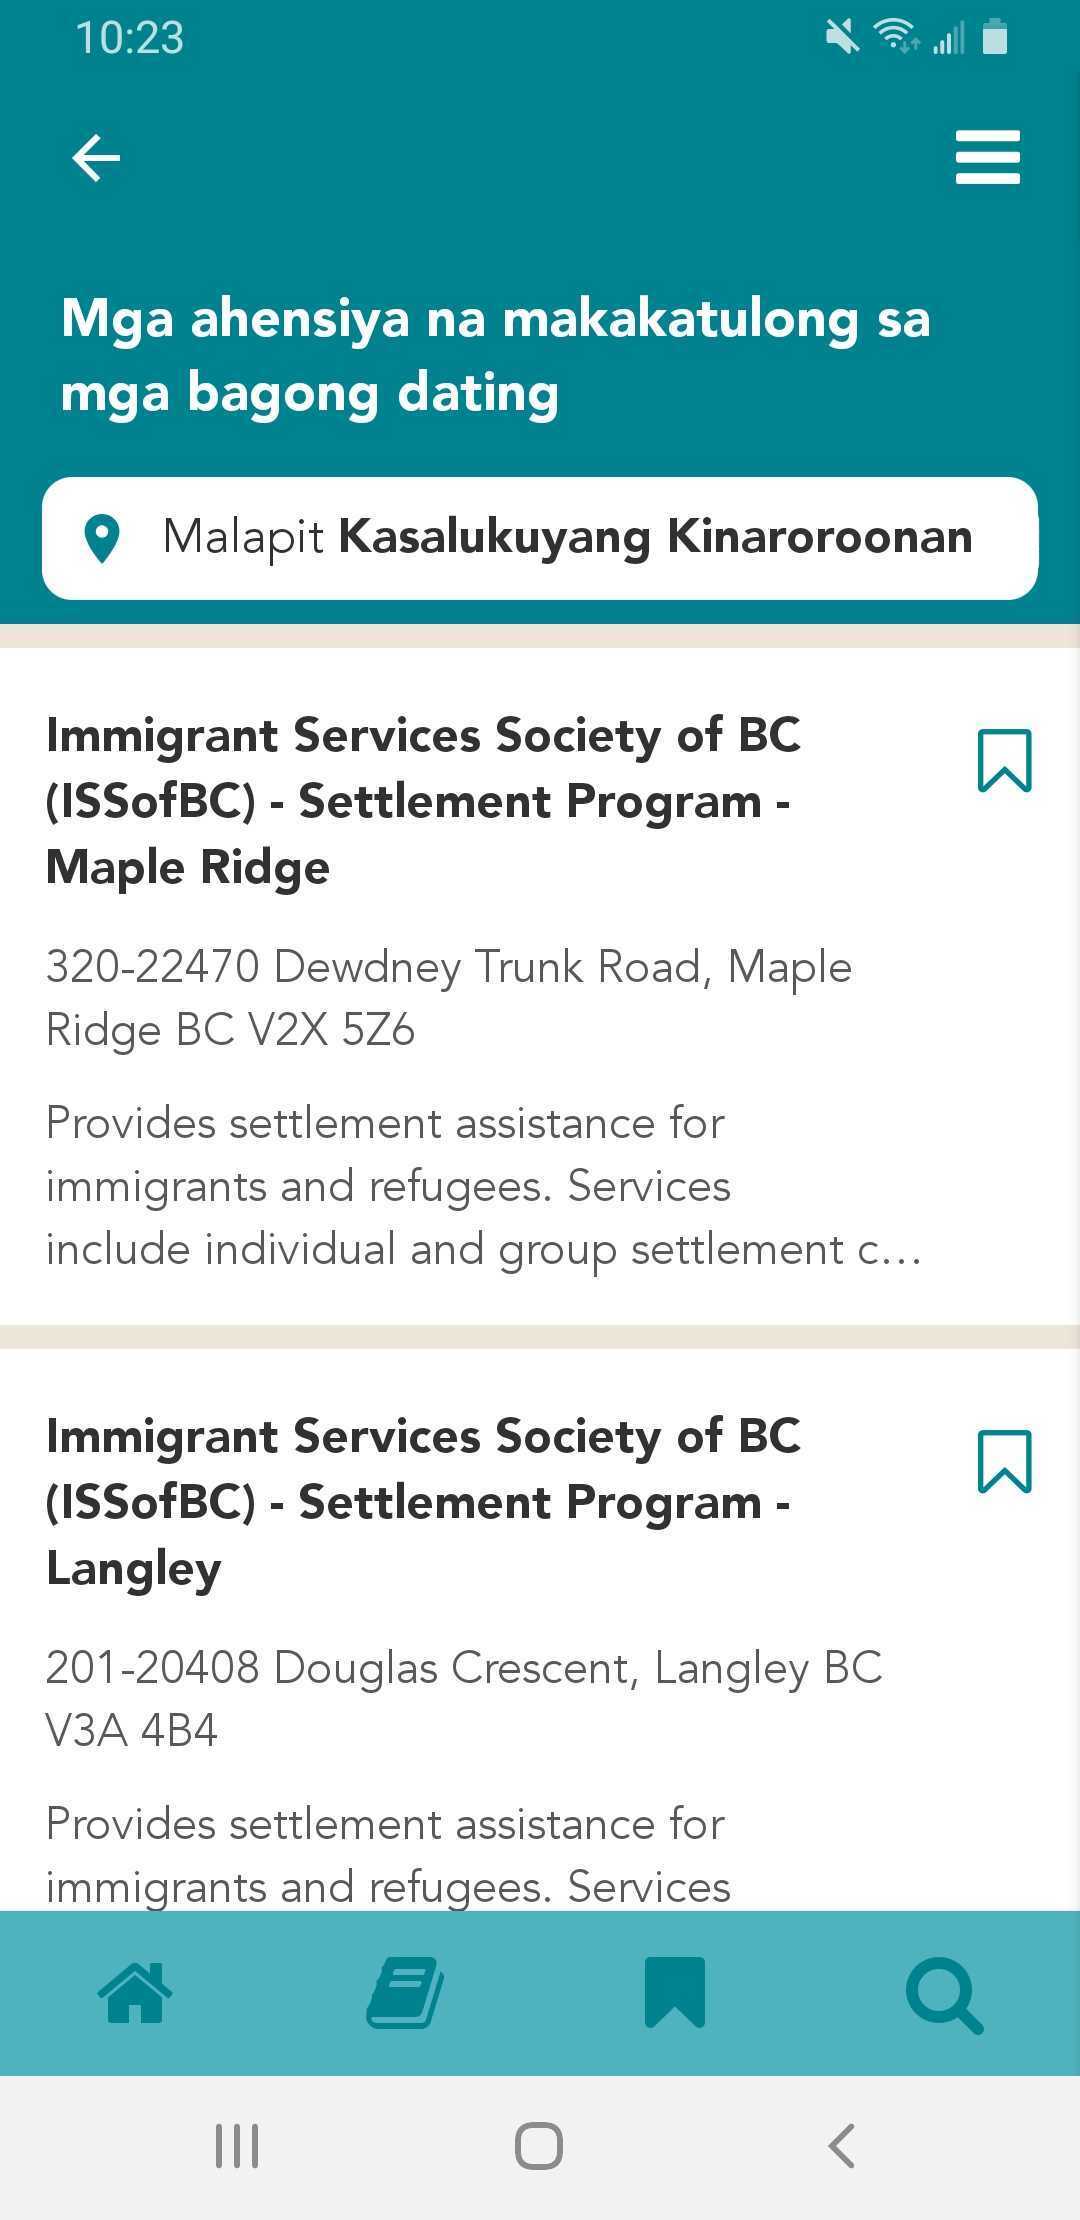 10:23
Mga ahensiya na makakatulong sa
mga bagong dating
Malapit Kasalukuyang Kinaroroonan
Immigrant Services Society of BC
(ISSofBC) - Settlement Program -
Maple Ridge
320-22470 Dewdney Trunk Road, Maple
Ridge BC V2X 5Z6
Provides settlement assistance for
immigrants and refugees. Services
include individual and group settlement c...
Immigrant Services Society of BC
(ISSofBC) - Settlement Program -
Langley
201-20408 Douglas Crescent, Langley BC
V3A 4B4
Provides settlement assistance for
immigrants and refugees. Services